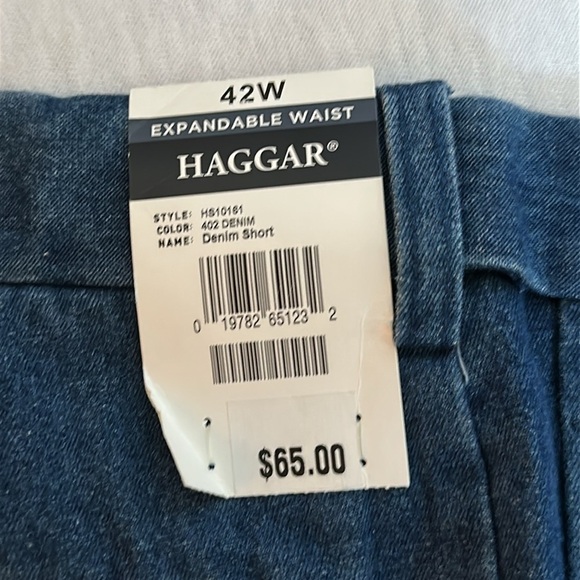 42W
EXPANDABLE WAIST
HAGGAR®
STYLE: HS10161
COLOR: 402 DENIM
NAME: Denim Short
0 19782 65123 2
$65.00